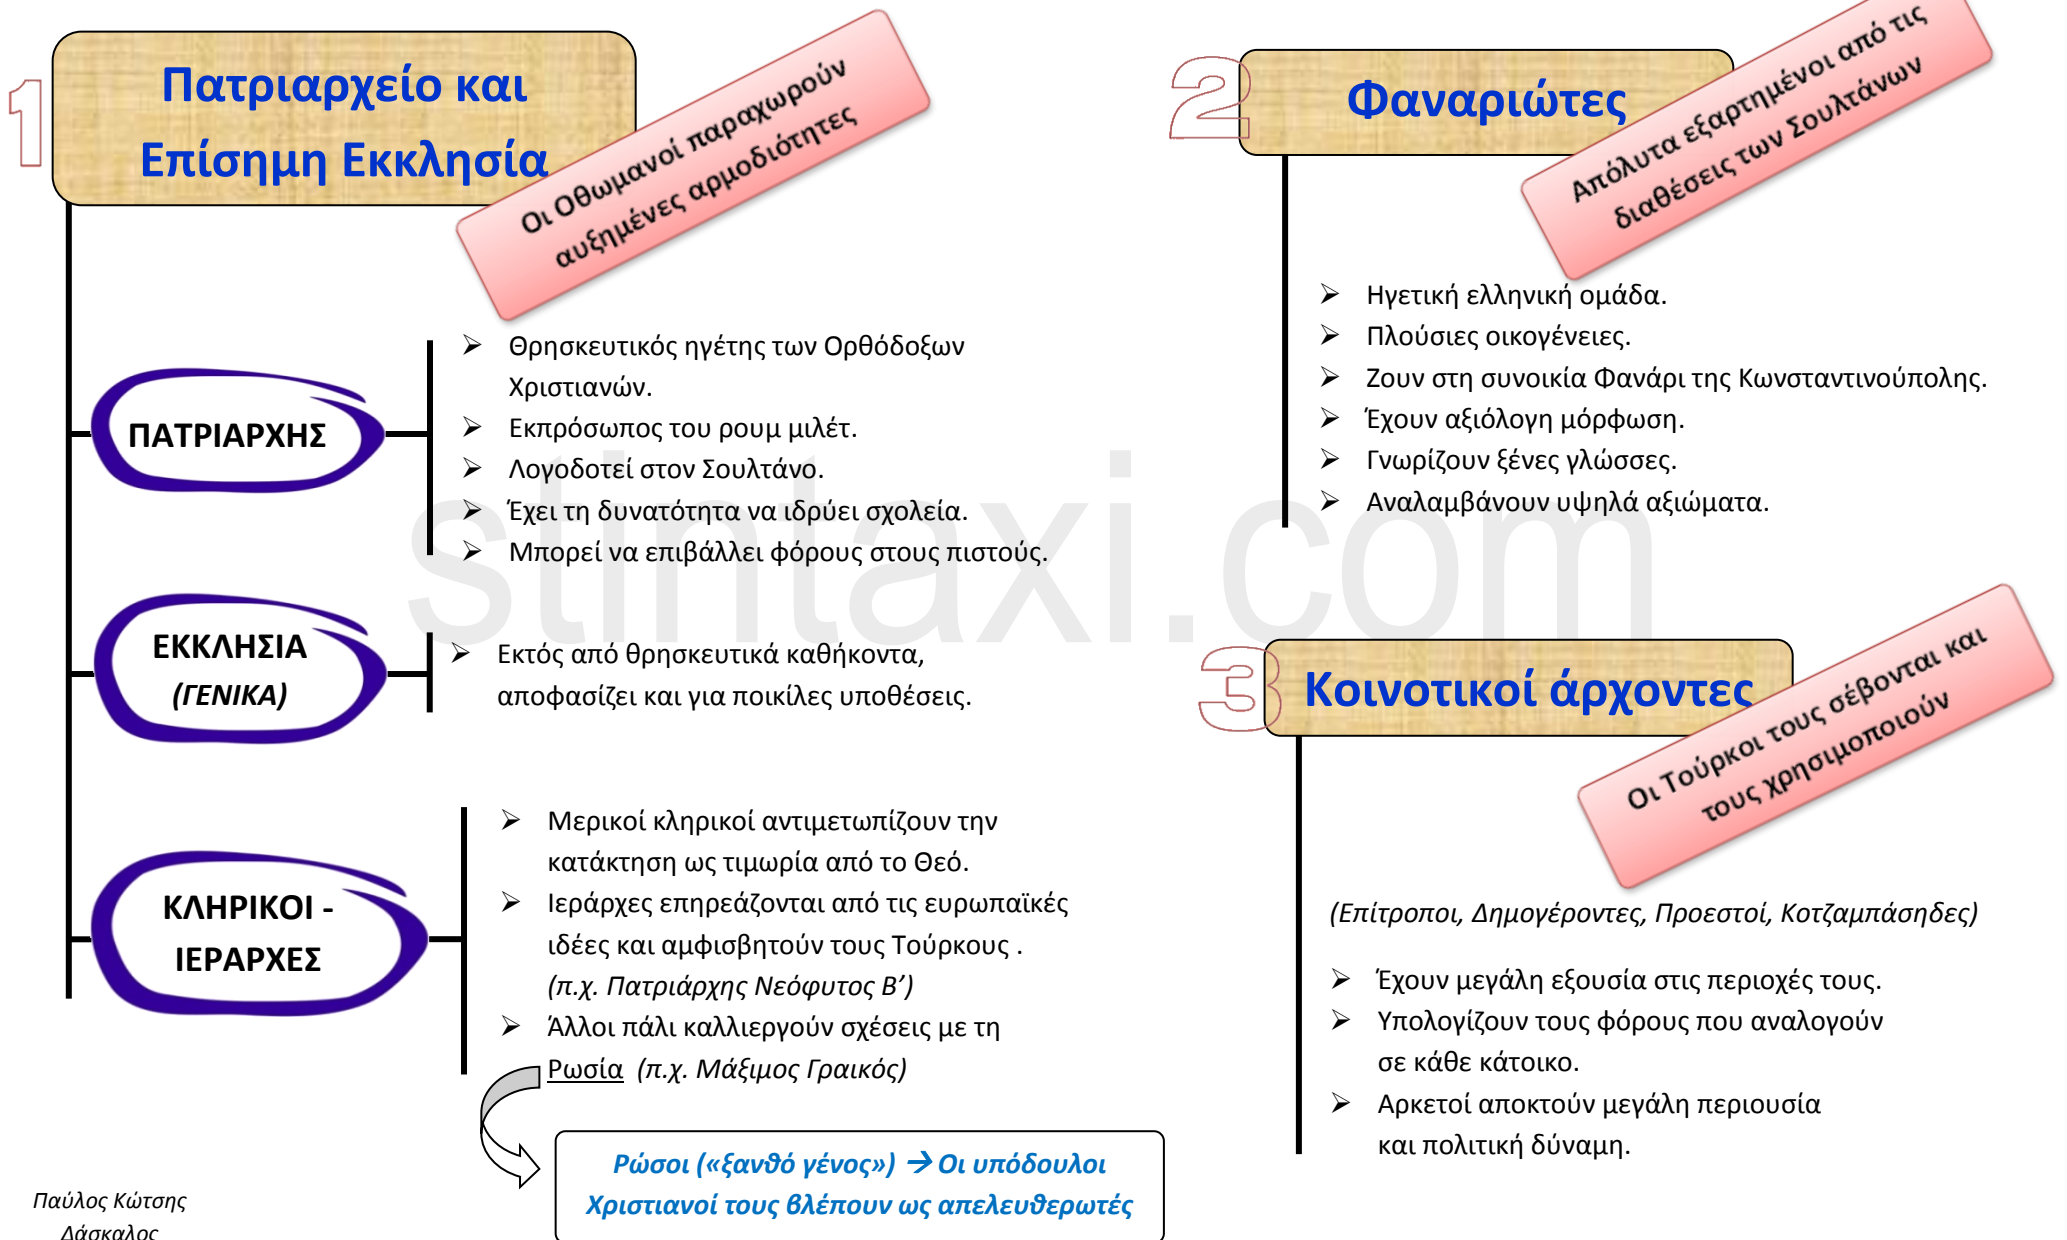 1
Πατριαρχείο και
Επίσημη Εκκλησία
Οι Οθωμανοί παραχωρούν
αυξημένες αρμοδιότητες
ΠΑΤΡΙΑΡΧΗΣ
➢ Θρησκευτικός ηγέτης των Ορθόδοξων
Χριστιανών.
➢ Εκπρόσωπος του ρουμ μιλέτ.
➢ Λογοδοτεί στον Σουλτάνο.
➢ Έχει τη δυνατότητα να ιδρύει σχολεία.
➢ Μπορεί να επιβάλλει φόρους στους πιστούς.
ΕΚΚΛΗΣΙΑ
(ΓΕΝΙΚΑ)
➢ Εκτός από θρησκευτικά καθήκοντα,
αποφασίζει και για ποικίλες υποθέσεις.
ΚΛΗΡΙΚΟΙ -
ΙΕΡΑΡΧΕΣ
➢ Μερικοί κληρικοί αντιμετωπίζουν την
κατάκτηση ως τιμωρία από το Θεό.
➢ Ιεράρχες επηρεάζονται από τις ευρωπαϊκές
ιδέες και αμφισβητούν τους Τούρκους .
(π.χ. Πατριάρχης Νεόφυτος Β’)
➢ Άλλοι πάλι καλλιεργούν σχέσεις με τη
Ρωσία (π.χ. Μάξιμος Γραικός)
Ρώσοι («ξανθό γένος») → Οι υπόδουλοι
Χριστιανοί τους βλέπουν ως απελευθερωτές
Παύλος Κώτσης
Δάσκαλος
2
Φαναριώτες
Απόλυτα εξαρτημένοι από τις
διαθέσεις των Σουλτάνων
➢ Ηγετική ελληνική ομάδα.
➢ Πλούσιες οικογένειες.
➢ Ζουν στη συνοικία Φανάρι της Κωνσταντινούπολης.
➢ Έχουν αξιόλογη μόρφωση.
➢ Γνωρίζουν ξένες γλώσσες.
➢ Αναλαμβάνουν υψηλά αξιώματα.
3
Κοινοτικοί άρχοντες
Οι Τούρκοι τους σέβονται και
τους χρησιμοποιούν
(Επίτροποι, Δημογέροντες, Προεστοί, Κοτζαμπάσηδες)
➢ Έχουν μεγάλη εξουσία στις περιοχές τους.
➢ Υπολογίζουν τους φόρους που αναλογούν
σε κάθε κάτοικο.
➢ Αρκετοί αποκτούν μεγάλη περιουσία
και πολιτική δύναμη.
stintaxi.com